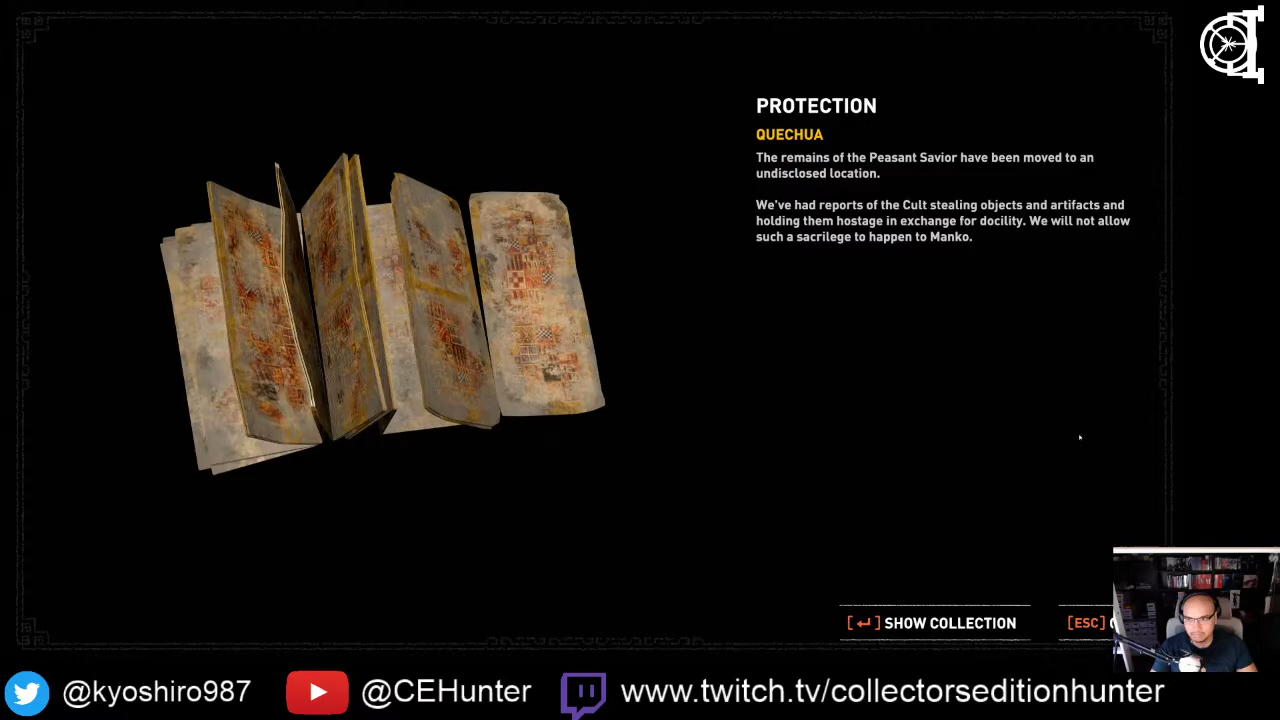 PROTECTION
QUECHUA
The remains of the Peasant Savior have been moved to an
undisclosed location.
We've had reports of the Cult stealing objects and artifacts and
holding them hostage in exchange for docility. We will not allow
such a sacrilege to happen to Manko.
[↵] SHOW COLLECTION
[ESC]
@kyoshiro987
@CEHunter
www.twitch.tv/collectorseditionhunter